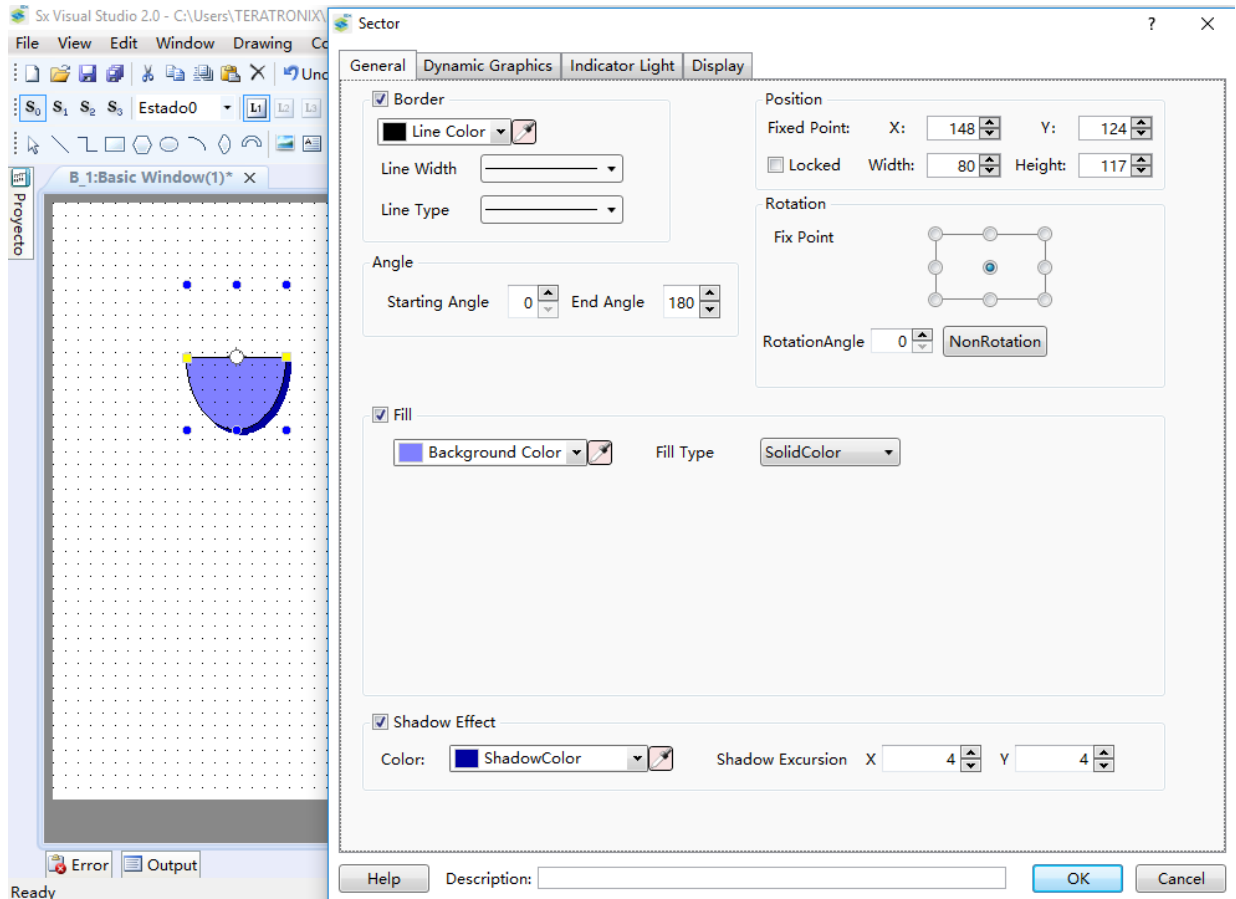 Sx Visual Studio 2.0 - C:\Users\TERATRONIX\
File View Edit Window Drawing Co
Unc
S0 S1 S2 S3 Estado0 L1 L2 L3
A
B_1:Basic Window(1)* X
Proyecto
Error Output
Ready
Sector ? X
General Dynamic Graphics Indicator Light Display
Border
Line Color
Line Width
Line Type
Position
Fixed Point: X: 148 Y: 124
Locked Width: 80 Height: 117
Angle
Starting Angle 0 End Angle 180
Rotation
Fix Point
RotationAngle 0 NonRotation
Fill
Background Color Fill Type SolidColor
Shadow Effect
Color: ShadowColor Shadow Excursion X 4 Y 4
Help Description: OK Cancel